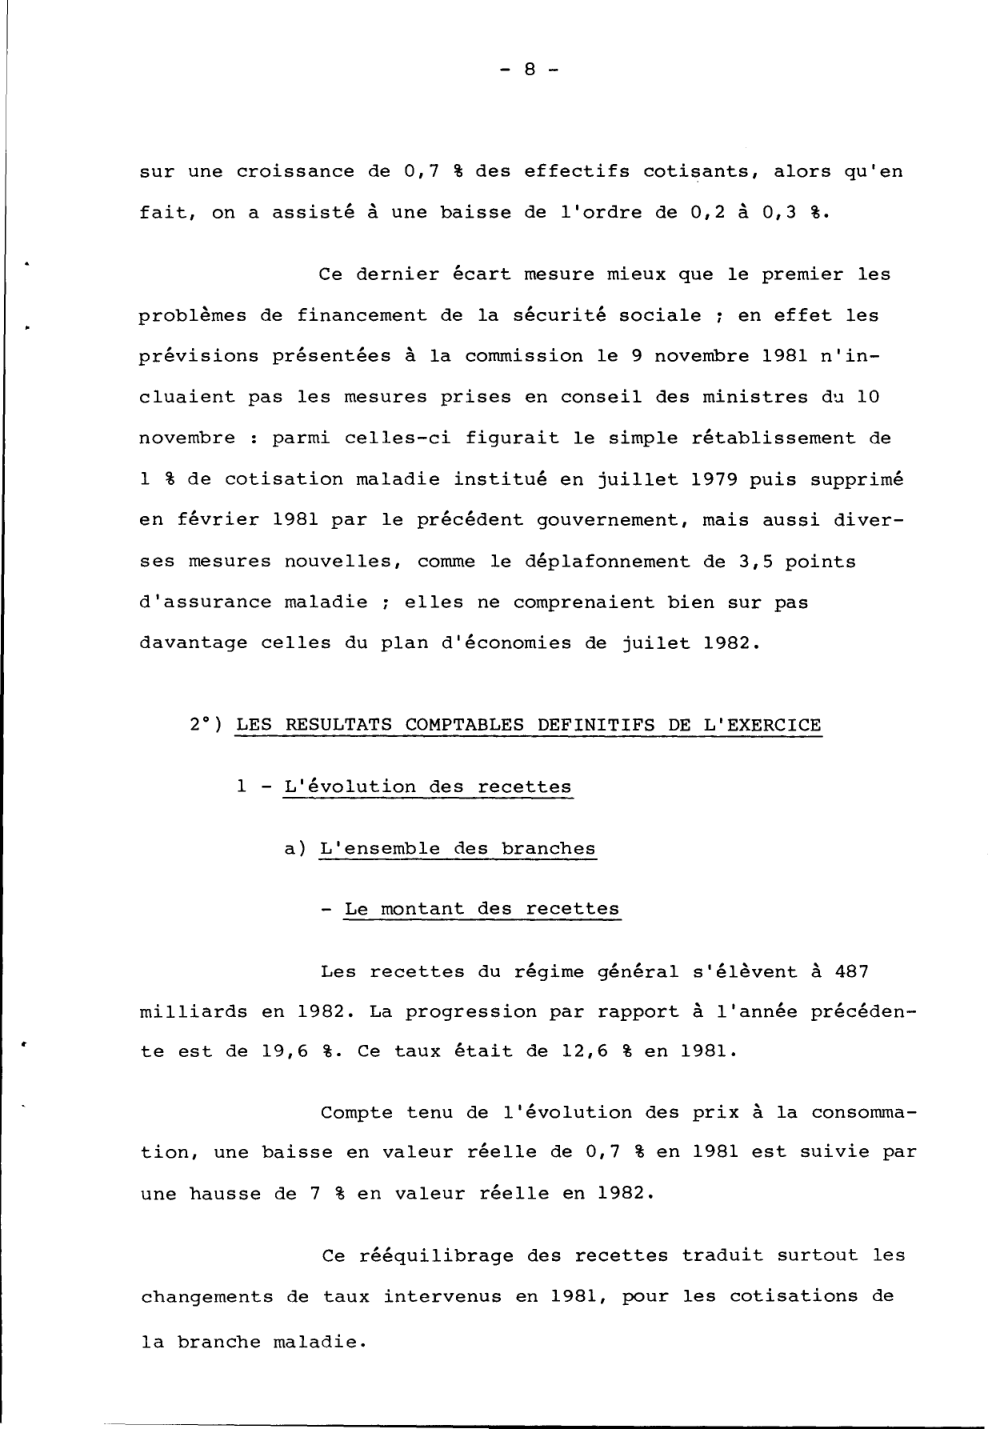 - 8 -
sur une croissance de 0,7 % des effectifs cotisants, alors qu'en
fait, on a assisté à une baisse de l'ordre de 0,2 à 0,3 %.
Ce dernier écart mesure mieux que le premier les
problèmes de financement de la sécurité sociale ; en effet les
prévisions présentées à la commission le 9 novembre 1981 n'in-
cluaient pas les mesures prises en conseil des ministres du 10
novembre : parmi celles-ci figurait le simple rétablissement de
1 % de cotisation maladie institué en juillet 1979 puis supprimé
en février 1981 par le précédent gouvernement, mais aussi diver-
ses mesures nouvelles, comme le déplafonnement de 3,5 points
d'assurance maladie ; elles ne comprenaient bien sur pas
davantage celles du plan d'économies de juilet 1982.
2°) LES RESULTATS COMPTABLES DEFINITIFS DE L'EXERCICE
1 - L'évolution des recettes
a) L'ensemble des branches
- Le montant des recettes
Les recettes du régime général s'élèvent à 487
milliards en 1982. La progression par rapport à l'année précéden-
te est de 19,6 %. Ce taux était de 12,6 % en 1981.
Compte tenu de l'évolution des prix à la consomma-
tion, une baisse en valeur réelle de 0,7 % en 1981 est suivie par
une hausse de 7 % en valeur réelle en 1982.
Ce rééquilibrage des recettes traduit surtout les
changements de taux intervenus en 1981, pour les cotisations de
la branche maladie.